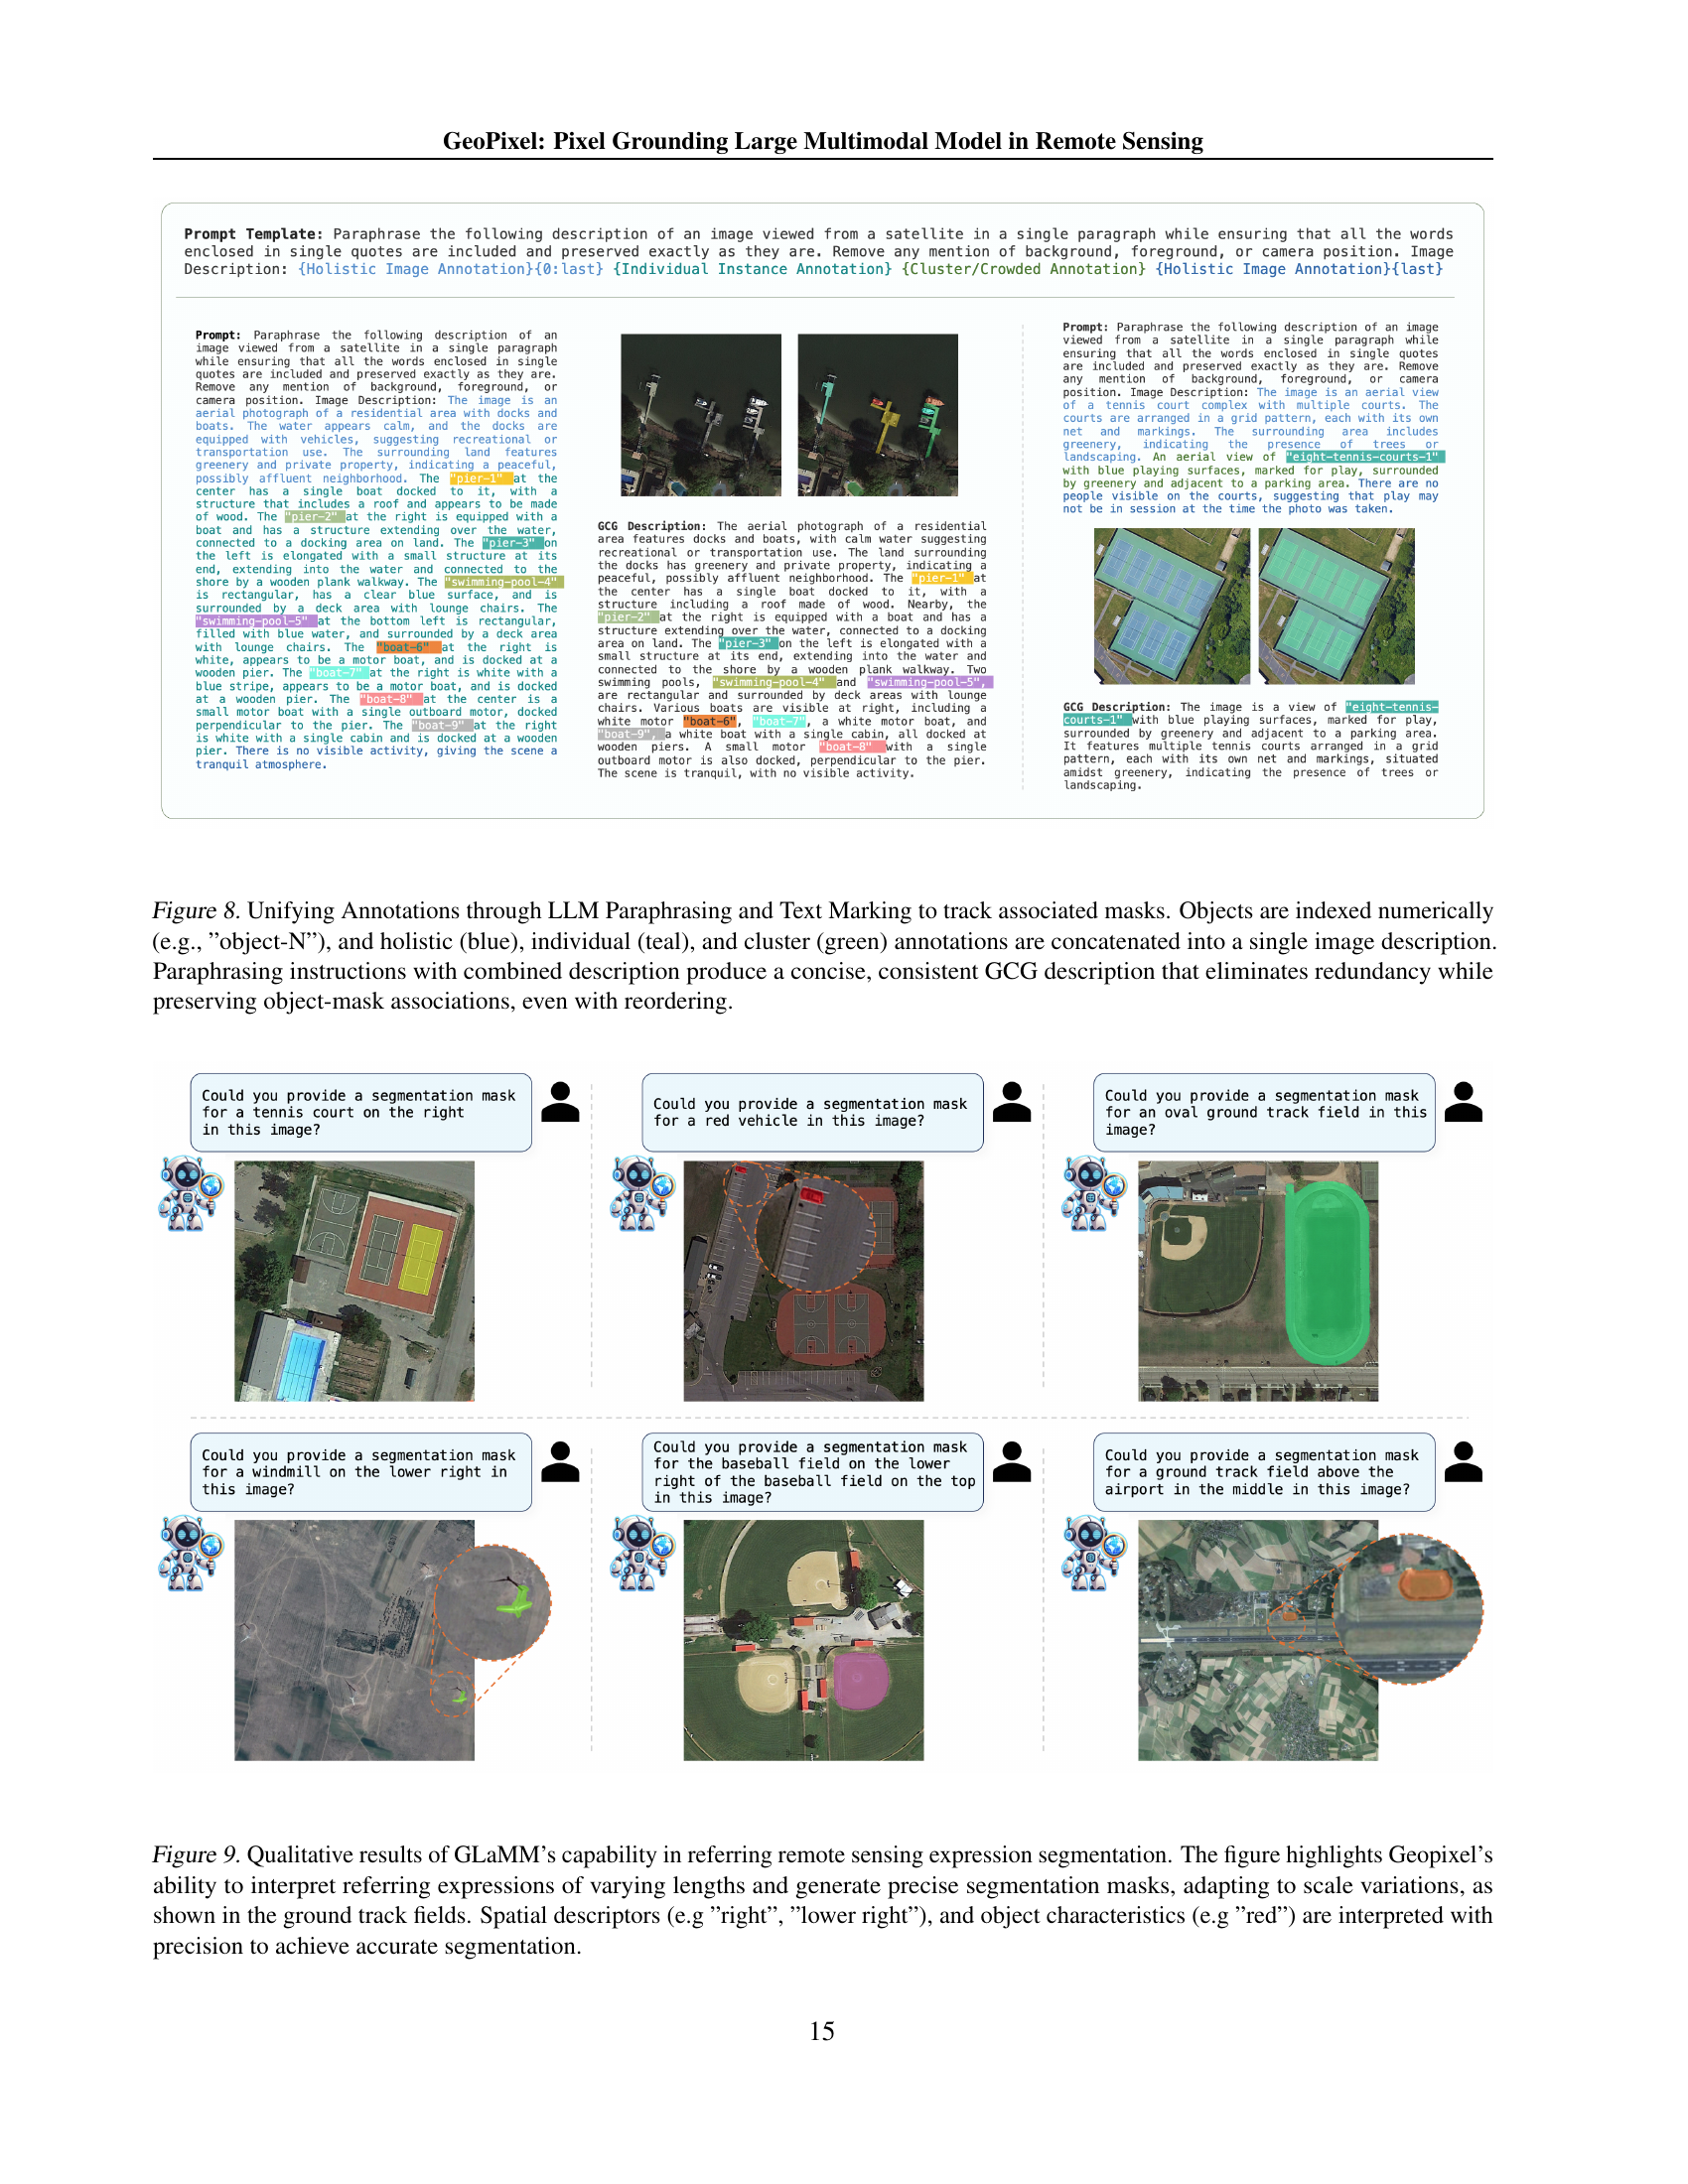 GeoPixel: Pixel Grounding Large Multimodal Model in Remote Sensing
Prompt Template: Paraphrase the following description of an image viewed from a satellite in a single paragraph while ensuring that all the words
enclosed in single quotes are included and preserved exactly as they are. Remove any mention of background, foreground, or camera position. Image
Description: {Holistic Image Annotation}{0:last} {Individual Instance Annotation} {Cluster/Crowded Annotation} {Holistic Image Annotation}{last}
Prompt: Paraphrase the following description of an
image viewed from a satellite in a single paragraph
while ensuring that all the words enclosed in single
quotes are included and preserved exactly as they are.
Remove any mention of background, foreground, or
camera position. Image Description: The image is an
aerial photograph of a residential area with docks and
boats. The water appears calm, and the docks are
equipped with vehicles, suggesting recreational or
transportation use. The surrounding land features
greenery and private property, indicating a peaceful,
possibly affluent neighborhood. The "pier-1" at the
center has a single boat docked to it, with a
structure that includes a roof and appears to be made
of wood. The "pier-2" at the right is equipped with a
boat and has a structure extending over the water,
connected to a docking area on land. The "pier-3" on
the left is elongated with a small structure at its
end, extending into the water and connected to the
shore by a wooden plank walkway. The "swimming-pool-4"
is rectangular, has a clear blue surface, and is
surrounded by a deck area with lounge chairs. The
"swimming-pool-5" at the bottom left is rectangular,
filled with blue water, and surrounded by a deck area
with lounge chairs. The "boat-6" at the right is
white, appears to be a motor boat, and is docked at a
wooden pier. The "boat-7" at the right is white with a
blue stripe, appears to be a motor boat, and is docked
at a wooden pier. The "boat-8" at the center is a
small motor boat with a single outboard motor, docked
perpendicular to the pier. The "boat-9" at the right
is white with a single cabin and is docked at a wooden
pier. There is no visible activity, giving the scene a
tranquil atmosphere.
GCG Description: The aerial photograph of a residential
area features docks and boats, with calm water suggesting
recreational or transportation use. The land surrounding
the docks has greenery and private property, indicating a
peaceful, possibly affluent neighborhood. The "pier-1" at
the center has a single boat docked to it, with a
structure including a roof made of wood. Nearby, the
"pier-2" at the right is equipped with a boat and has a
structure extending over the water, connected to a docking
area on land. The "pier-3" on the left is elongated with a
small structure at its end, extending into the water and
connected to the shore by a wooden plank walkway. Two
swimming pools, "swimming-pool-4" and "swimming-pool-5",
are rectangular and surrounded by deck areas with lounge
chairs. Various boats are visible at right, including a
white motor "boat-6", "boat-7", a white motor boat, and
"boat-9", a white boat with a single cabin, all docked at
wooden piers. A small motor "boat-8" with a single
outboard motor is also docked, perpendicular to the pier.
The scene is tranquil, with no visible activity.
Prompt: Paraphrase the following description of an image
viewed from a satellite in a single paragraph while
ensuring that all the words enclosed in single quotes
are included and preserved exactly as they are. Remove
any mention of background, foreground, or camera
position. Image Description: The image is an aerial view
of a tennis court complex with multiple courts. The
courts are arranged in a grid pattern, each with its own
net and markings. The surrounding area includes
greenery, indicating the presence of trees or
landscaping. An aerial view of "eight-tennis-courts-1"
with blue playing surfaces, marked for play, surrounded
by greenery and adjacent to a parking area. There are no
people visible on the courts, suggesting that play may
not be in session at the time the photo was taken.
GCG Description: The image is a view of "eight-tennis-
courts-1" with blue playing surfaces, marked for play,
surrounded by greenery and adjacent to a parking area.
It features multiple tennis courts arranged in a grid
pattern, each with its own net and markings, situated
amidst greenery, indicating the presence of trees or
landscaping.
Figure 8. Unifying Annotations through LLM Paraphrasing and Text Marking to track associated masks. Objects are indexed numerically
(e.g., ”object-N”), and holistic (blue), individual (teal), and cluster (green) annotations are concatenated into a single image description.
Paraphrasing instructions with combined description produce a concise, consistent GCG description that eliminates redundancy while
preserving object-mask associations, even with reordering.
Could you provide a segmentation mask
for a tennis court on the right
in this image?
Could you provide a segmentation mask
for a red vehicle in this image?
Could you provide a segmentation mask
for an oval ground track field in this
image?
Could you provide a segmentation mask
for a windmill on the lower right in
this image?
Could you provide a segmentation mask
for the baseball field on the lower
right of the baseball field on the top
in this image?
Could you provide a segmentation mask
for a ground track field above the
airport in the middle in this image?
Figure 9. Qualitative results of GLaMM’s capability in referring remote sensing expression segmentation. The figure highlights Geopixel’s
ability to interpret referring expressions of varying lengths and generate precise segmentation masks, adapting to scale variations, as
shown in the ground track fields. Spatial descriptors (e.g ”right”, ”lower right”), and object characteristics (e.g ”red”) are interpreted with
precision to achieve accurate segmentation.
15